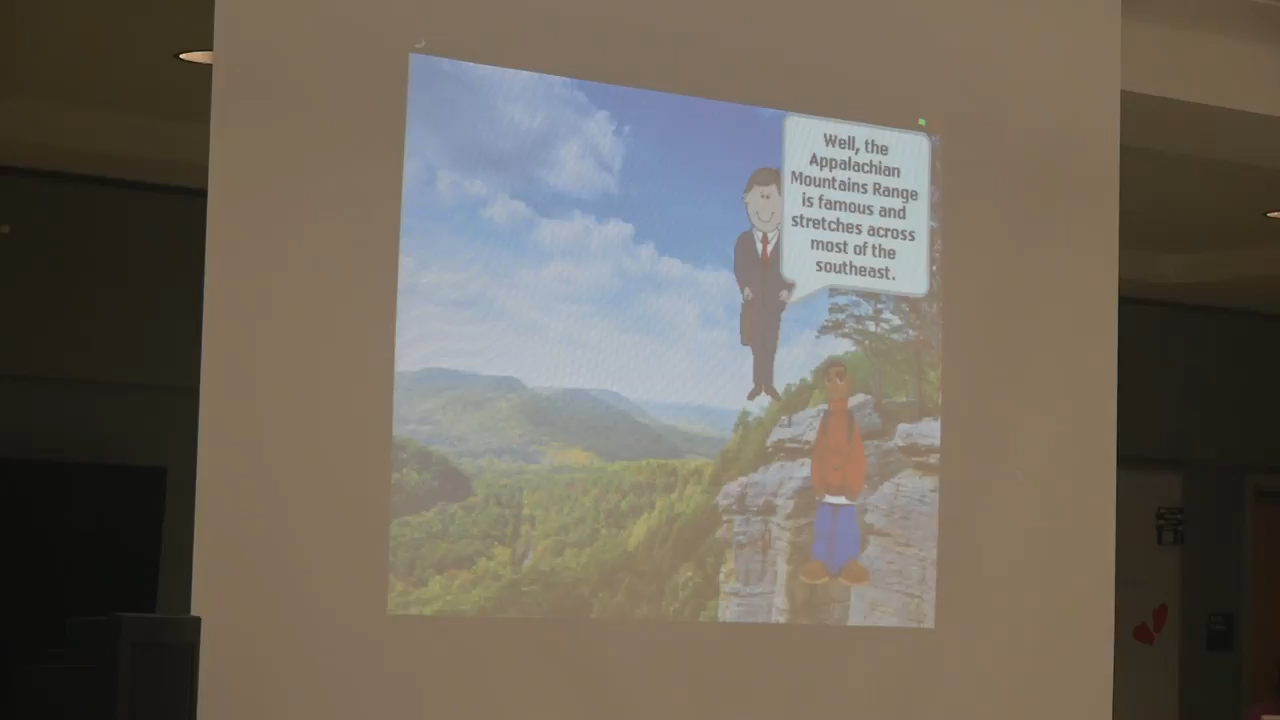 Well, the
Appalachian
Mountains Range
is famous and
stretches across
most of the
southeast.